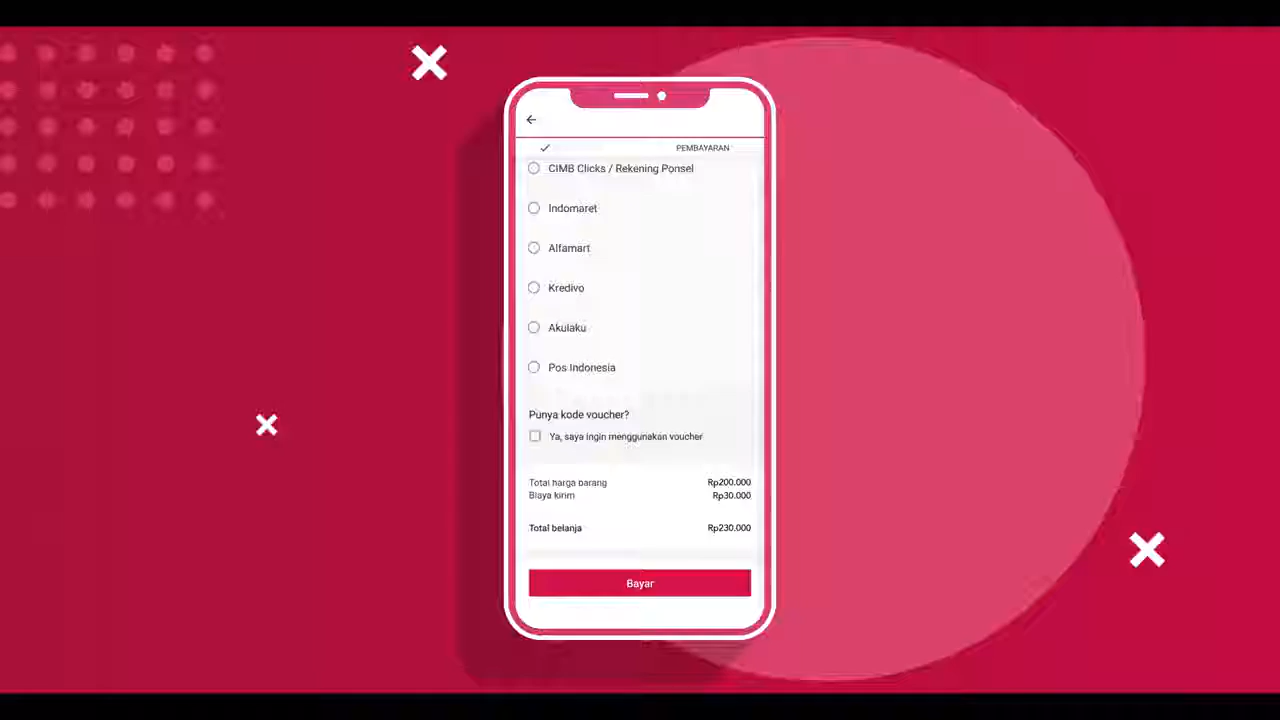 PEMBAYARAN
CIMB Clicks / Rekening Ponsel
Indomaret
Alfamart
Kredivo
Akulaku
Pos Indonesia
Punya kode voucher?
Ya, saya ingin menggunakan voucher
Total harga barang Rp200.000
Biaya kirim Rp30.000
Total belanja Rp230.000
Bayar